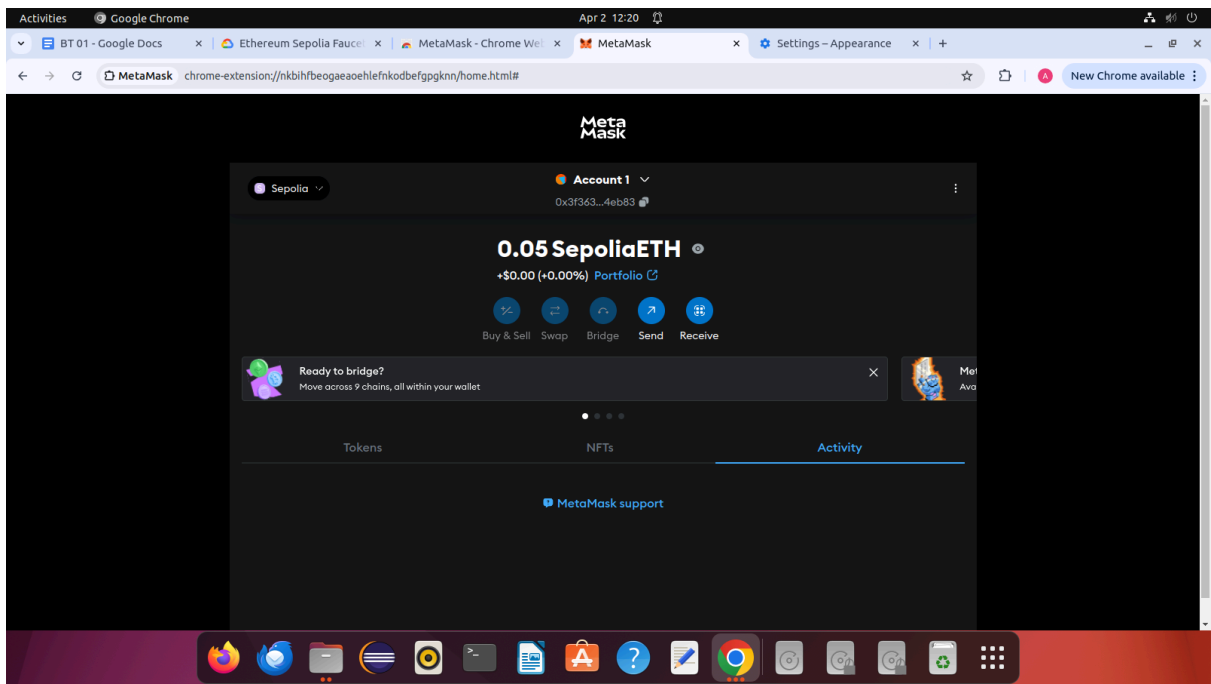 Activities Google Chrome Apr 2 12:20
BT 01 - Google Docs Ethereum Sepolia Faucet MetaMask - Chrome Web MetaMask Settings – Appearance
MetaMask chrome-extension://nkbihfbeogaeaoehlefnkodbefgpgknn/home.html# A New Chrome available
Meta
Mask
S Sepolia Account 1
0x3f363...4eb83
0.05 SepoliaETH
+$0.00 (+0.00%) Portfolio
Buy & Sell Swap Bridge Send Receive
Ready to bridge? Met
Move across 9 chains, all within your wallet Ava
Tokens NFTs Activity
MetaMask support